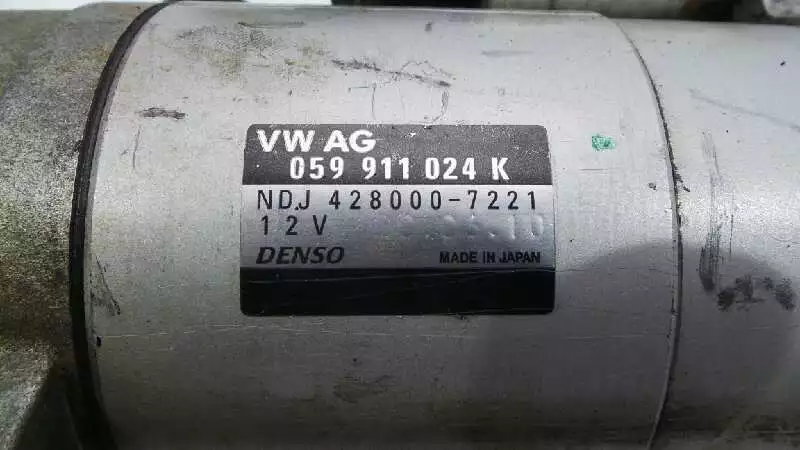 VW AG
059 911 024 K
NDJ 428000-7221
12V
DENSO MADE IN JAPAN